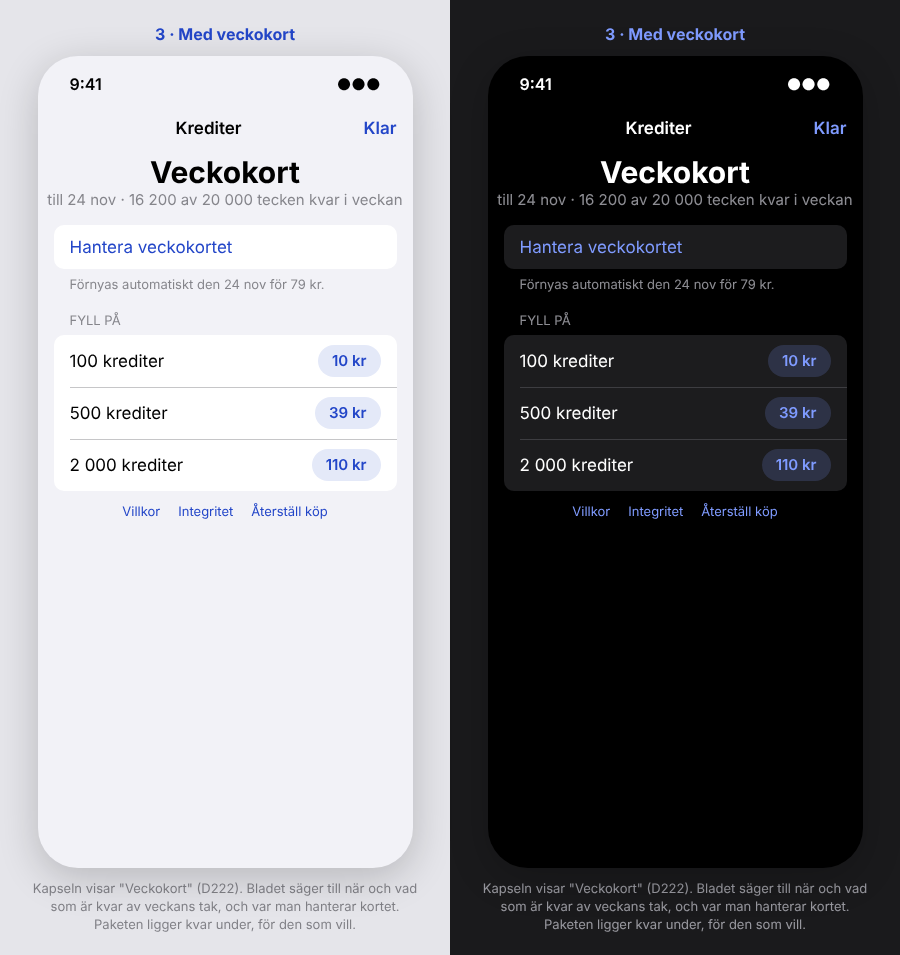 3 · Med veckokort
9:41
Krediter
Klar
Veckokort
till 24 nov · 16 200 av 20 000 tecken kvar i veckan
Hantera veckokortet
Förnyas automatiskt den 24 nov för 79 kr.
FYLL PÅ
100 krediter
10 kr
500 krediter
39 kr
2 000 krediter
110 kr
Villkor Integritet Återställ köp
Kapseln visar "Veckokort" (D222). Bladet säger till när och vad
som är kvar av veckans tak, och var man hanterar kortet.
Paketen ligger kvar under, för den som vill.
3 · Med veckokort
9:41
Krediter
Klar
Veckokort
till 24 nov · 16 200 av 20 000 tecken kvar i veckan
Hantera veckokortet
Förnyas automatiskt den 24 nov för 79 kr.
FYLL PÅ
100 krediter
10 kr
500 krediter
39 kr
2 000 krediter
110 kr
Villkor Integritet Återställ köp
Kapseln visar "Veckokort" (D222). Bladet säger till när och vad
som är kvar av veckans tak, och var man hanterar kortet.
Paketen ligger kvar under, för den som vill.